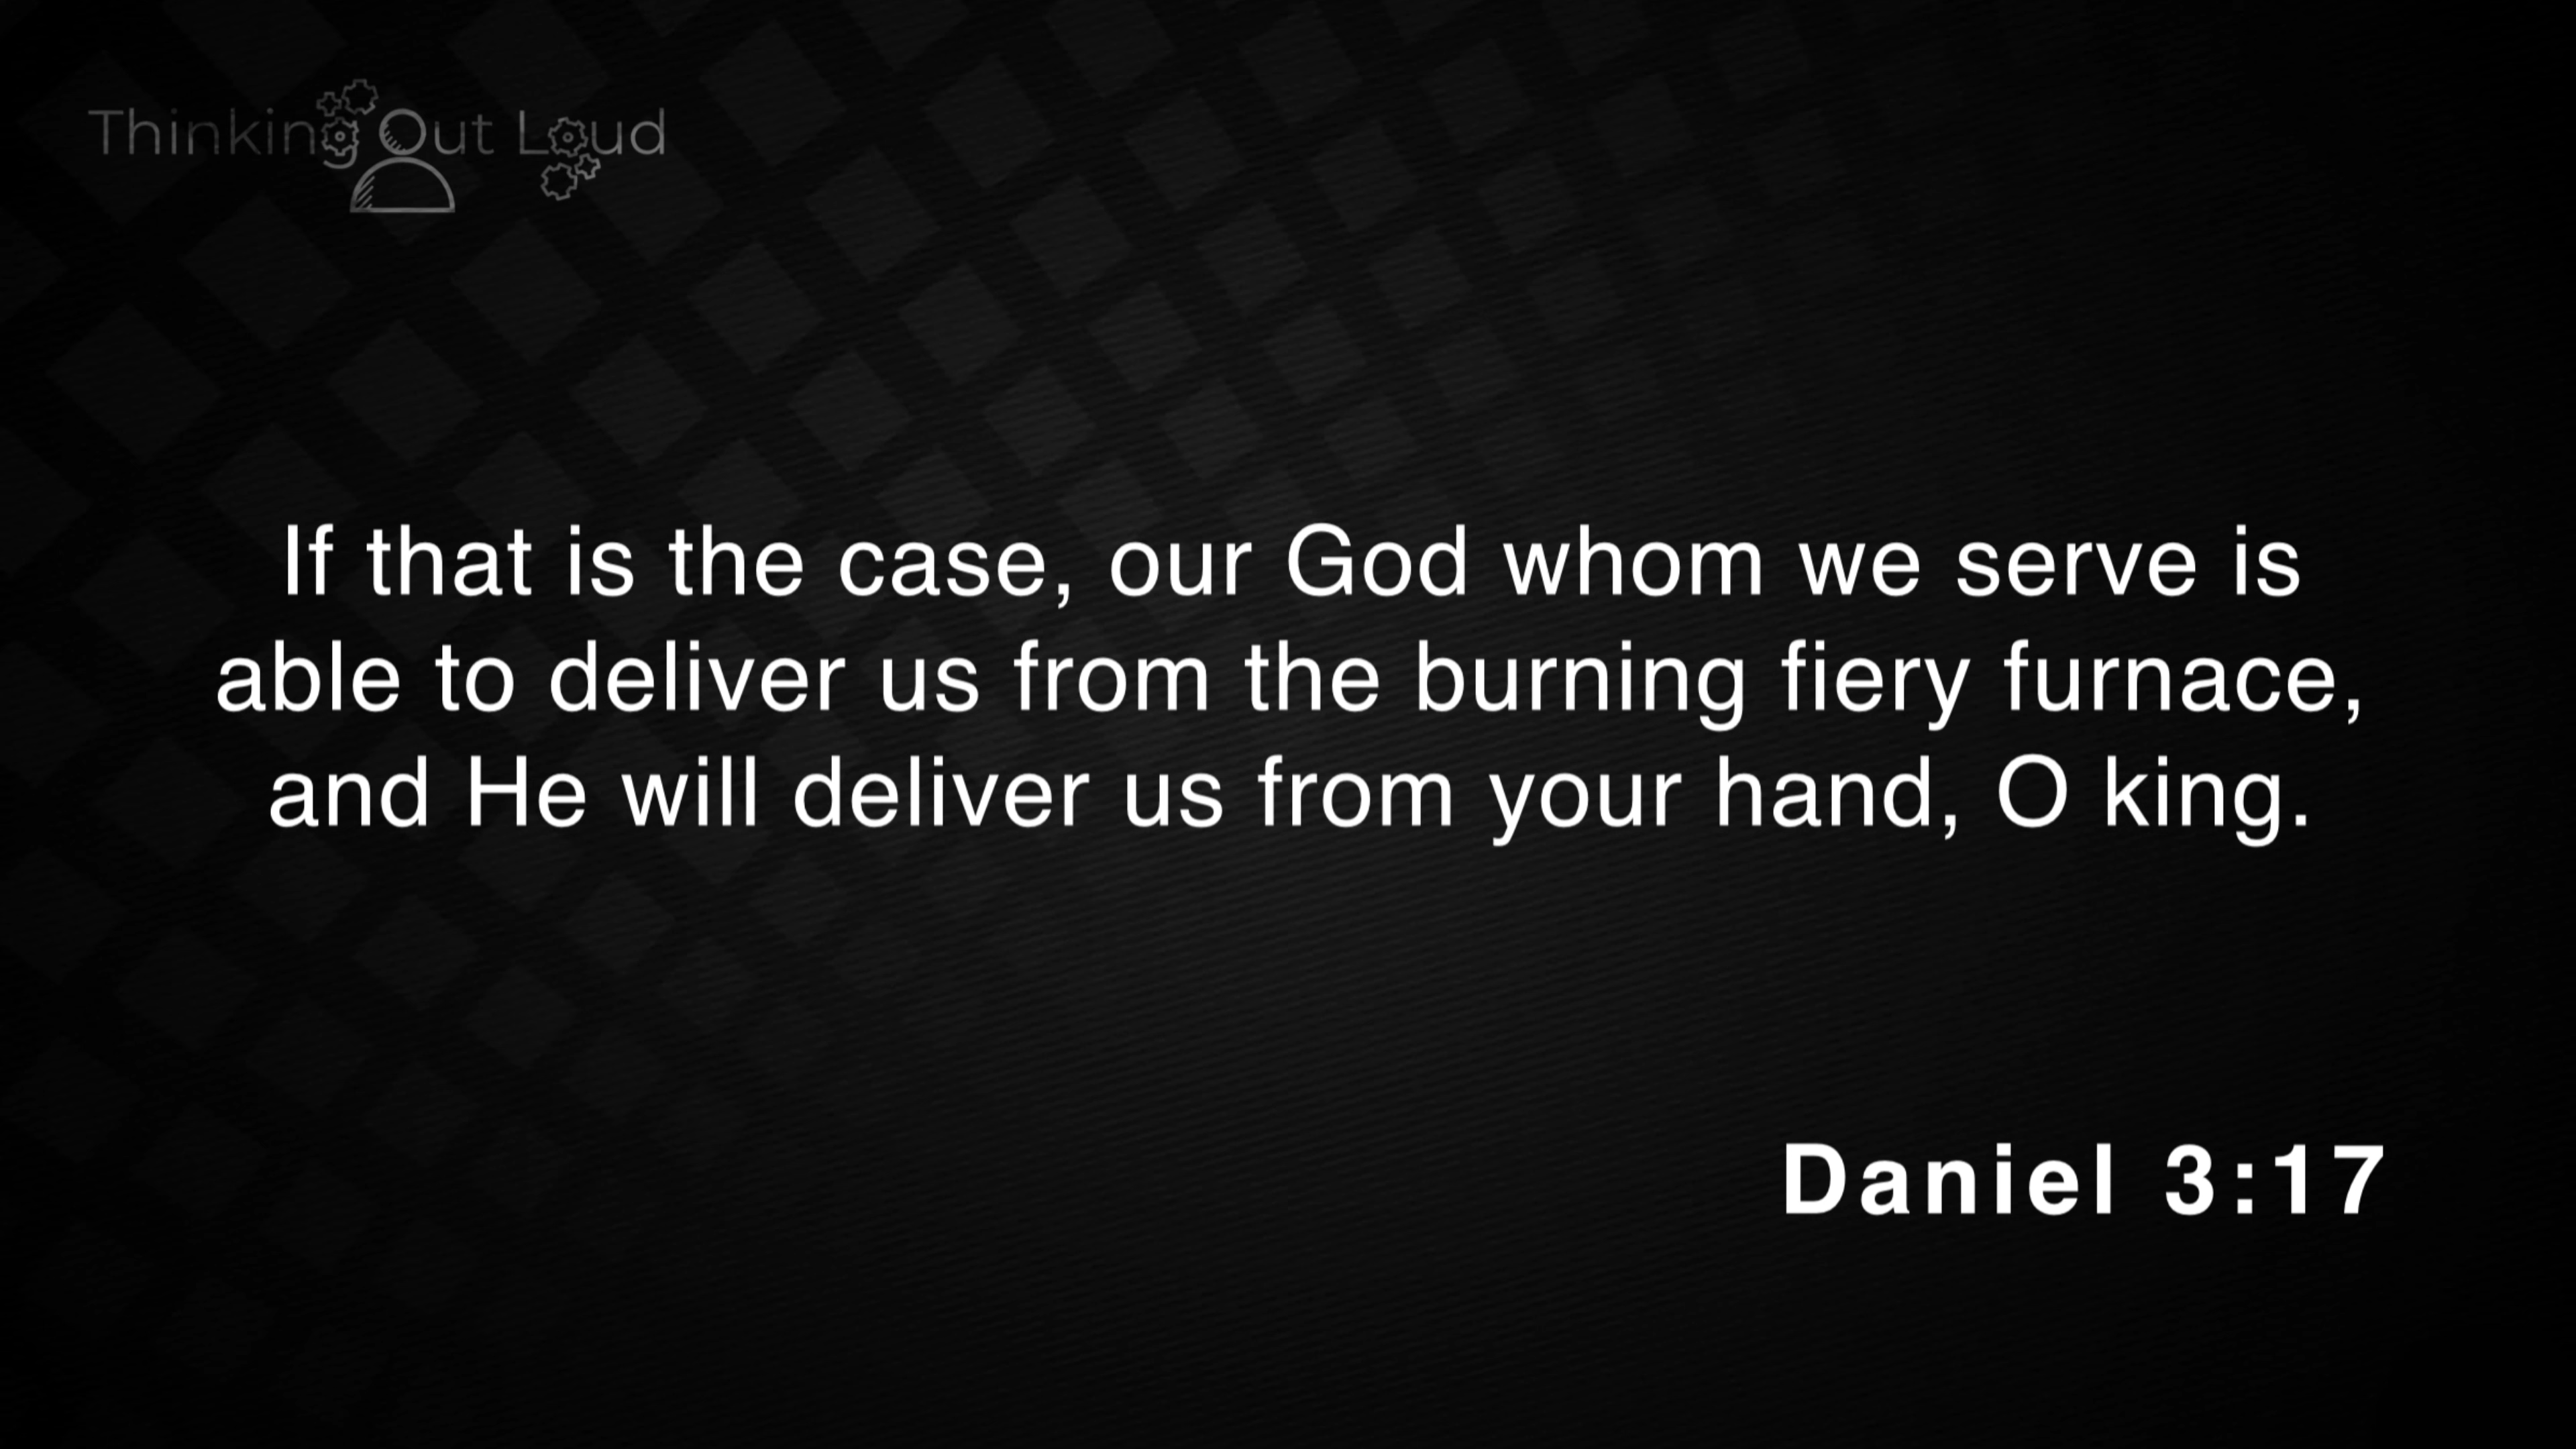 Thinking Out Loud
If that is the case, our God whom we serve is
able to deliver us from the burning fiery furnace,
and He will deliver us from your hand, O king.
Daniel 3:17